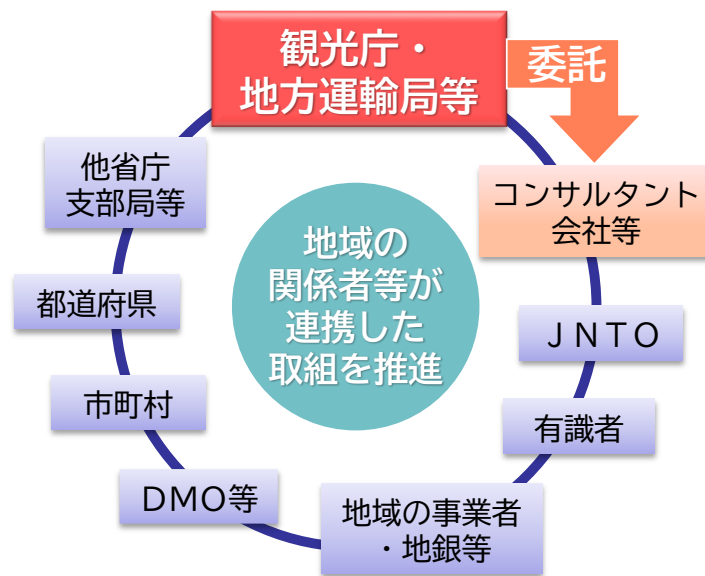 観光庁・
地方運輸局等
委託
コンサルタント
会社等
ＪＮＴＯ
有識者
地域の事業者
・地銀等
ＤＭＯ等
市町村
都道府県
他省庁
支部局等
地域の
関係者等が
連携した
取組を推進